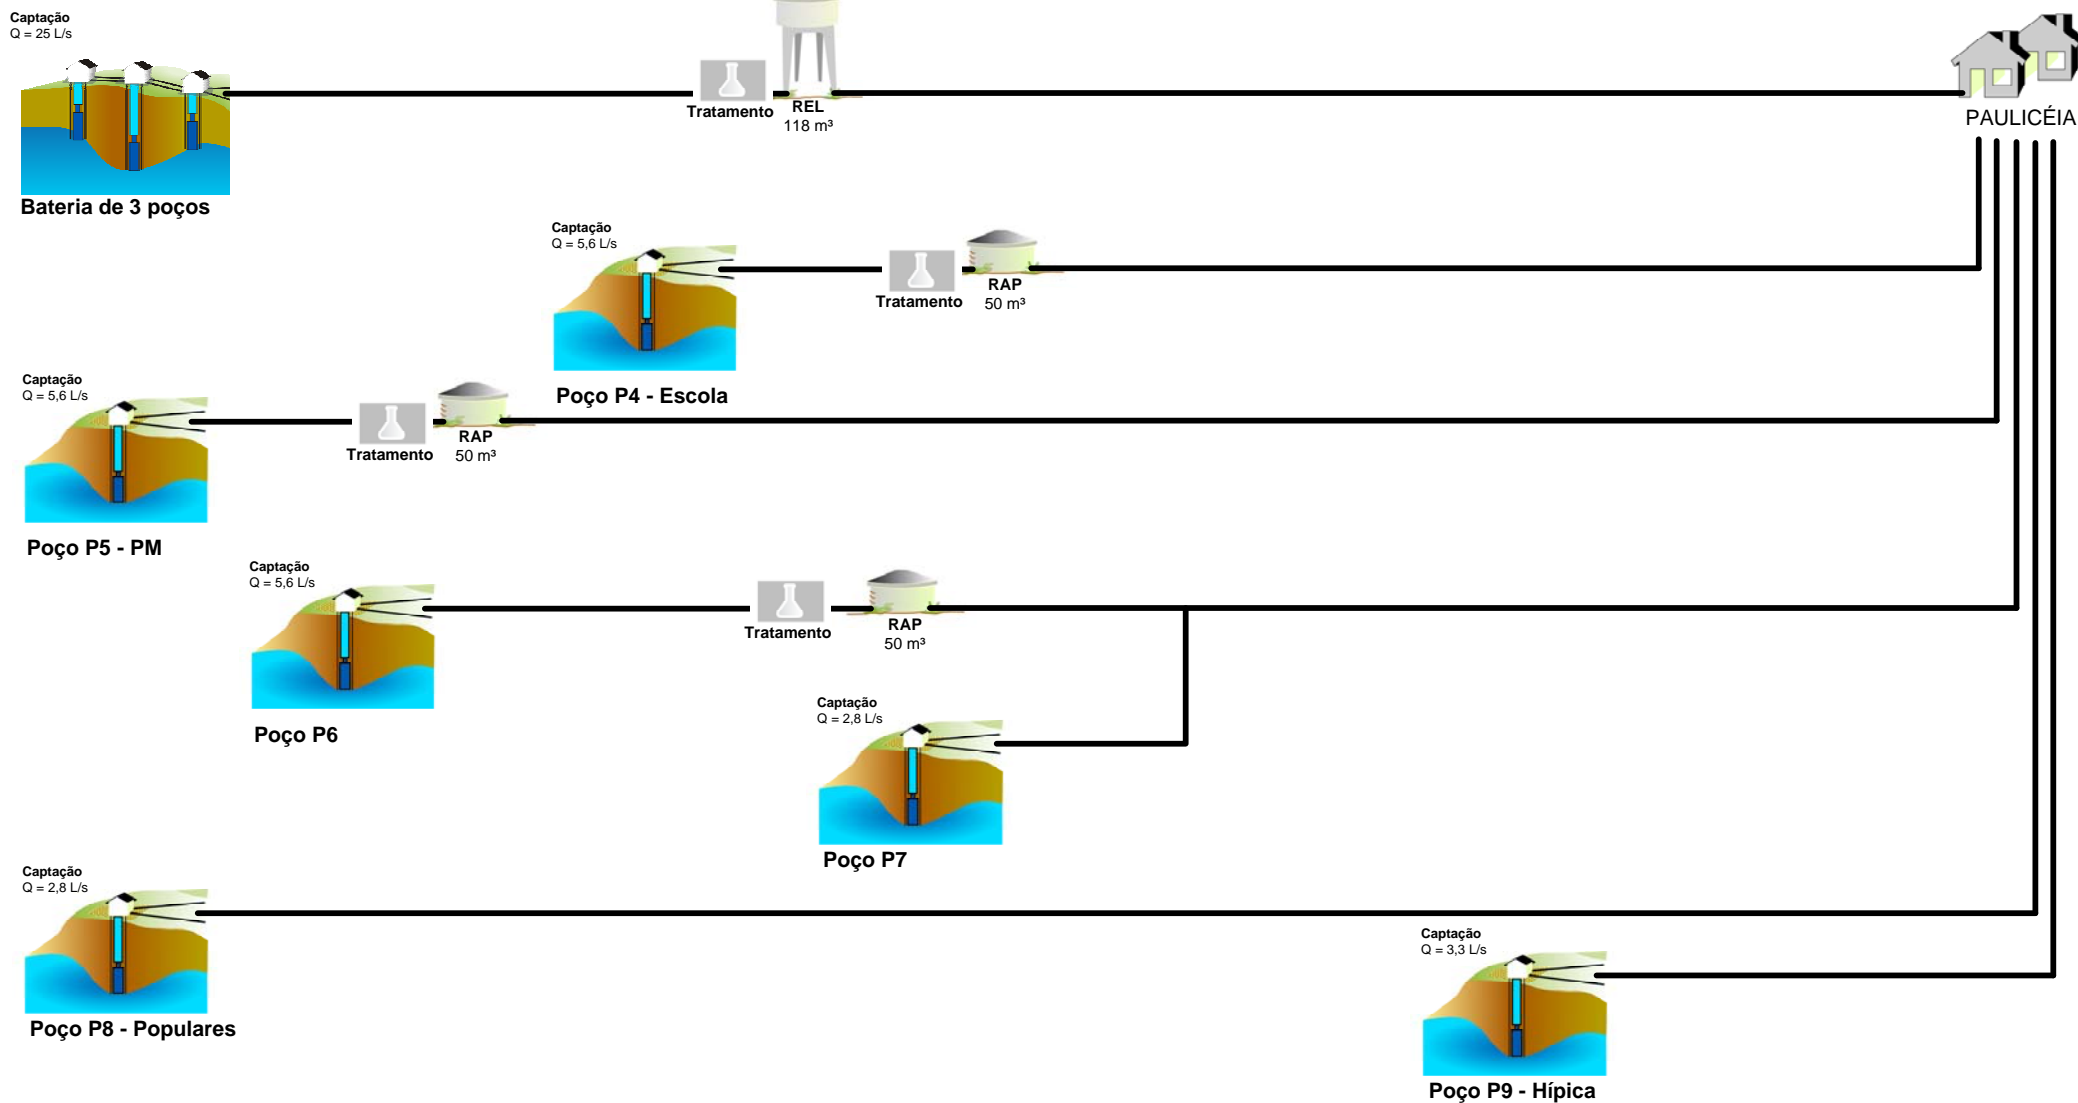 Captação
Q = 25 L/s
Tratamento
REL
118 m³
PAULICÉIA
Bateria de 3 poços
Captação
Q = 5,6 L/s
Tratamento
RAP
50 m³
Poço P4 - Escola
Captação
Q = 5,6 L/s
Tratamento
RAP
50 m³
Poço P5 - PM
Captação
Q = 5,6 L/s
Tratamento
RAP
50 m³
Poço P6
Captação
Q = 2,8 L/s
Poço P7
Captação
Q = 2,8 L/s
Poço P8 - Populares
Captação
Q = 3,3 L/s
Poço P9 - Hípica